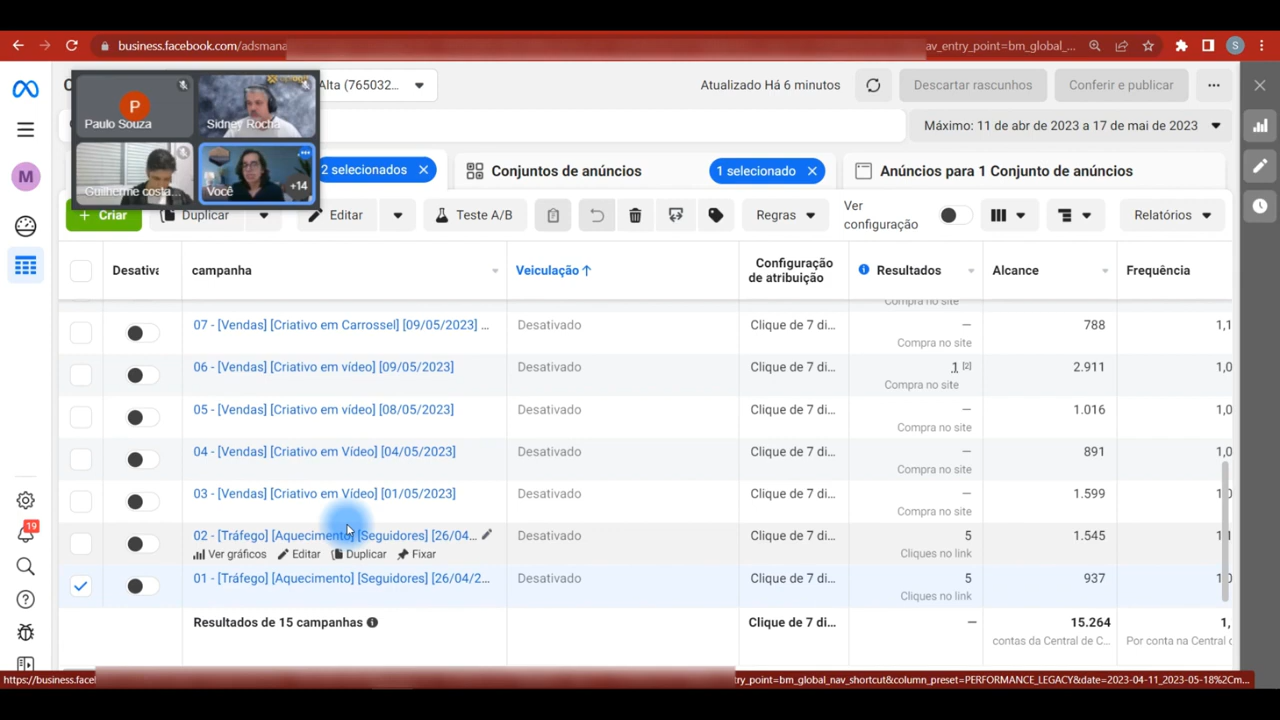 business.facebook.com/adsmana
av_entry_point=bm_global_...
S
Alta (765032...
Atualizado Há 6 minutos
Descartar rascunhos
Conferir e publicar
P
Paulo Souza
Sidney Rocha
Guilherme costa...
Você
+14
Máximo: 11 de abr de 2023 a 17 de mai de 2023
M
2 selecionados
Conjuntos de anúncios
1 selecionado
Anúncios para 1 Conjunto de anúncios
+ Criar
Duplicar
Editar
Teste A/B
Regras
Ver configuração
Relatórios
Desativa
campanha
Veiculação ↑
Configuração de atribuição
Resultados
Alcance
Frequência
Compra no site
07 - [Vendas] [Criativo em Carrossel] [09/05/2023] ...
Desativado
Clique de 7 di...
—
788
1,1
Compra no site
06 - [Vendas] [Criativo em vídeo] [09/05/2023]
Desativado
Clique de 7 di...
1 [2]
2.911
1,0
Compra no site
05 - [Vendas] [Criativo em vídeo] [08/05/2023]
Desativado
Clique de 7 di...
—
1.016
1,0
Compra no site
04 - [Vendas] [Criativo em Vídeo] [04/05/2023]
Desativado
Clique de 7 di...
—
891
1,0
Compra no site
03 - [Vendas] [Criativo em Vídeo] [01/05/2023]
Desativado
Clique de 7 di...
—
1.599
Compra no site
02 - [Tráfego] [Aquecimento] [Seguidores] [26/04...
Desativado
Clique de 7 di...
5
1.545
Ver gráficos
Editar
Duplicar
Fixar
Cliques no link
01 - [Tráfego] [Aquecimento] [Seguidores] [26/04/2...
Desativado
Clique de 7 di...
5
937
Cliques no link
19
Resultados de 15 campanhas
Clique de 7 di...
—
15.264
1,
contas da Central de C...
Por conta na Central
https://business.facel
try_point=bm_global_nav_shortcut&column_preset=PERFORMANCE_LEGACY&date=2023-04-11_2023-05-18%2Cm...